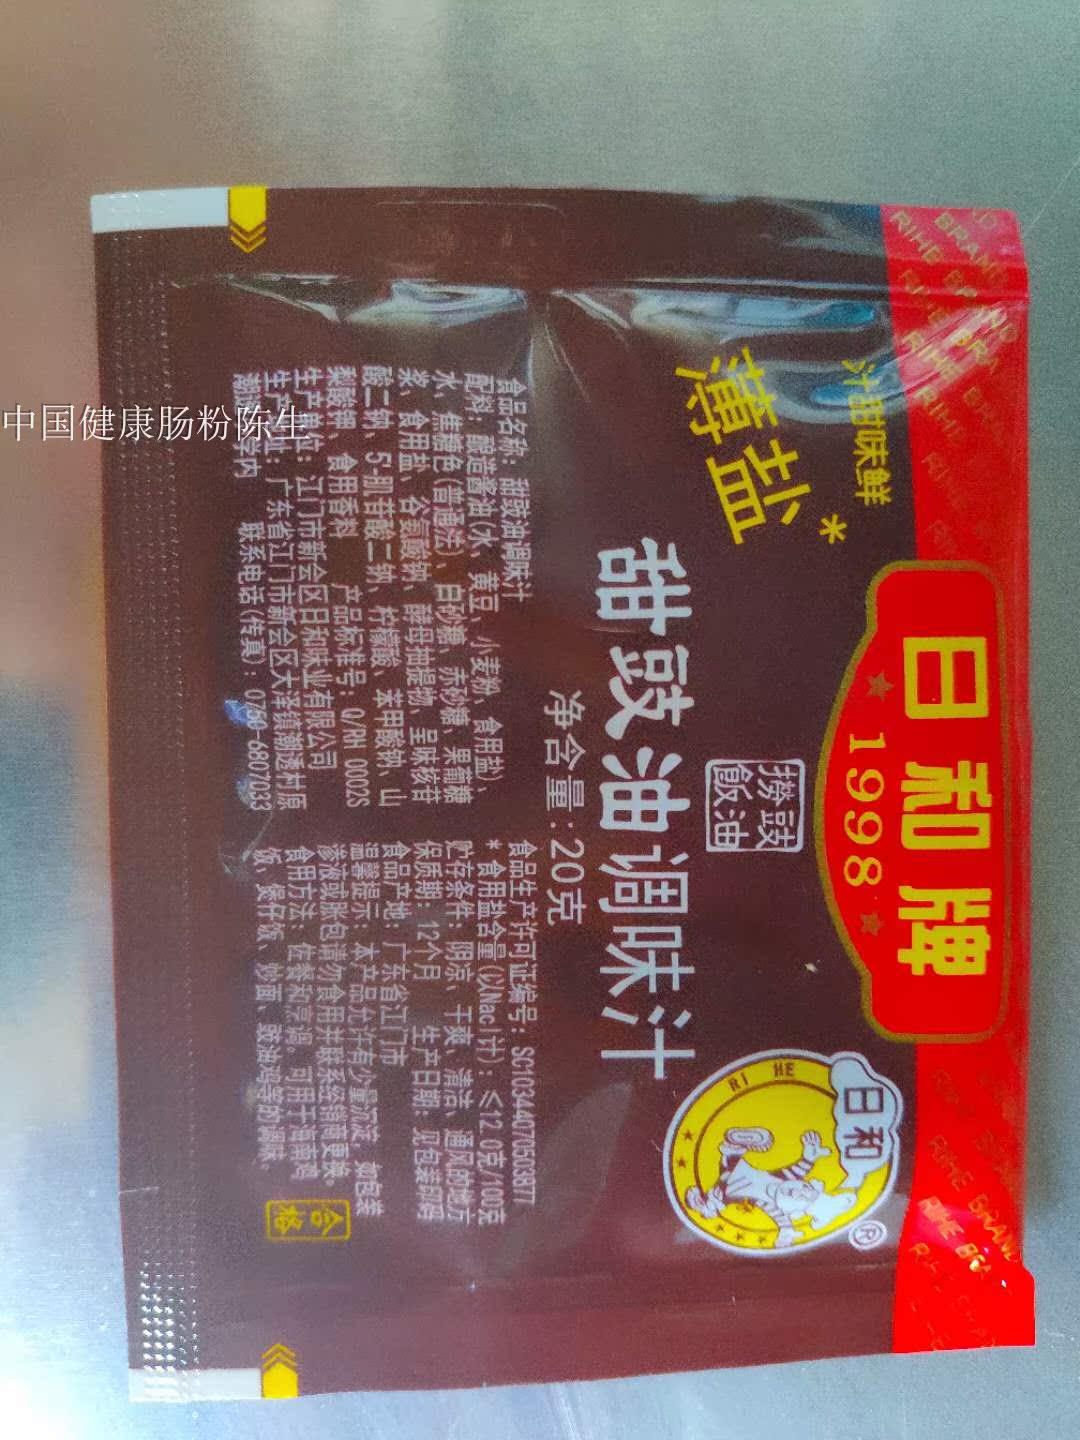 中国健康肠粉陈生
日和牌
1998
汁甜味鲜
薄盐*
甜豉油调味汁
撈豉
飯油
净含量:20克
RI HE
日和
®
食品名称: 甜豉油调味汁
配料: 酿造酱油(水、黄豆、小麦粉、食用盐)、
水、焦糖色(普通法)、白砂糖、赤砂糖、果葡糖
浆、食用盐、谷氨酸钠、酵母抽提物、呈味核苷
酸二钠、5'-肌苷酸二钠、柠檬酸、苯甲酸钠、山
梨酸钾、食用香料 产品标准号: Q/RH 0002S
生产单位: 江门市新会区日和味业有限公司
生产地址: 广东省江门市新会区大泽镇潮透村原
学内 联系电话(传真): 0750-6807033
食品生产许可证编号: SC10344070503877
* 食用盐含量(以Nacl计): ≤12.0克/100克
贮存条件: 阴凉、干爽、清洁、通风的地方
保质期: 12个月 生产日期: 见包装封口
食品产地: 广东省江门市
温馨提示: 本产品允许有少量沉淀, 如包装
渗液或胀包请勿食用并联系经销商更换。
食用方法: 佐餐和烹调。可用于海南鸡
饭、煲仔饭、炒面、豉油鸡等的调味。
合格
RIHE BRAND